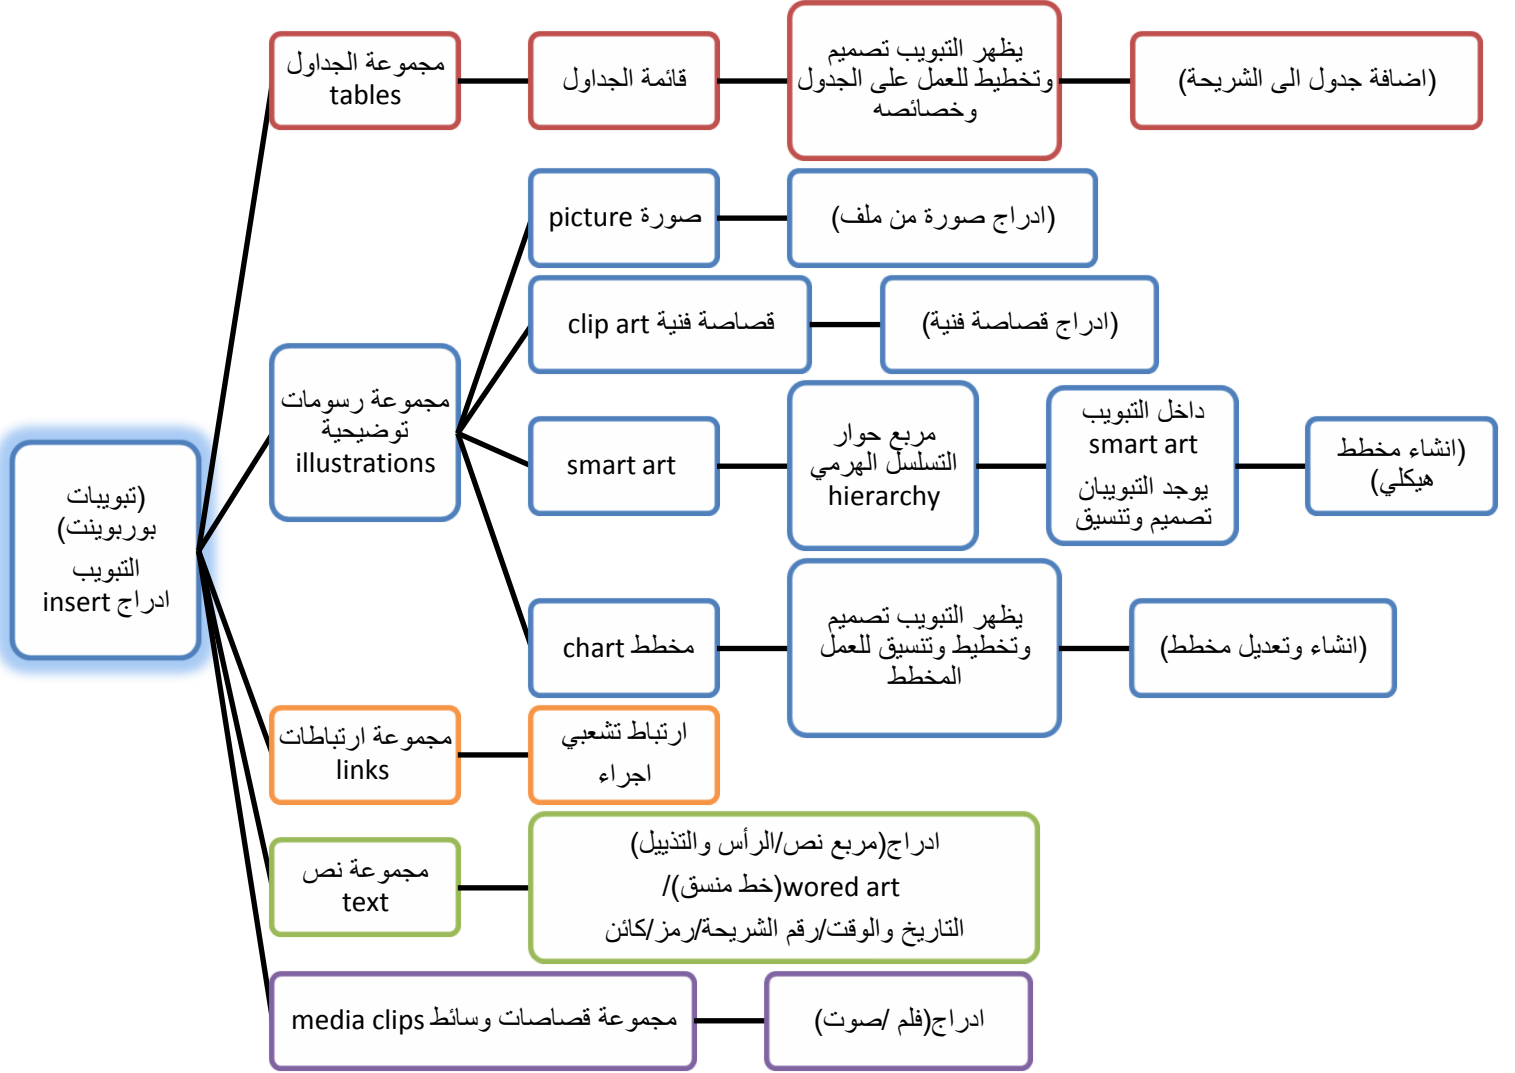 (تبويبات
بوربوينت)
التبويب
ادراج insert
مجموعة الجداول
tables
قائمة الجداول
يظهر التبويب تصميم
وتخطيط للعمل على الجدول
وخصائصه
(اضافة جدول الى الشريحة)
مجموعة رسومات
توضيحية
illustrations
صورة picture
(ادراج صورة من ملف)
قصاصة فنية clip art
(ادراج قصاصة فنية)
smart art
مربع حوار
التسلسل الهرمي
hierarchy
داخل التبويب
smart art
يوجد التبويبان
تصميم وتنسيق
(انشاء مخطط
هيكلي)
مخطط chart
يظهر التبويب تصميم
وتخطيط وتنسيق للعمل
المخطط
(انشاء وتعديل مخطط)
مجموعة ارتباطات
links
ارتباط تشعبي
اجراء
مجموعة نص
text
ادراج(مربع نص/الرأس والتذييل)
wored art(خط منسق)/
التاريخ والوقت/رقم الشريحة/رمز/كائن
مجموعة قصاصات وسائط media clips
ادراج(فلم /صوت)